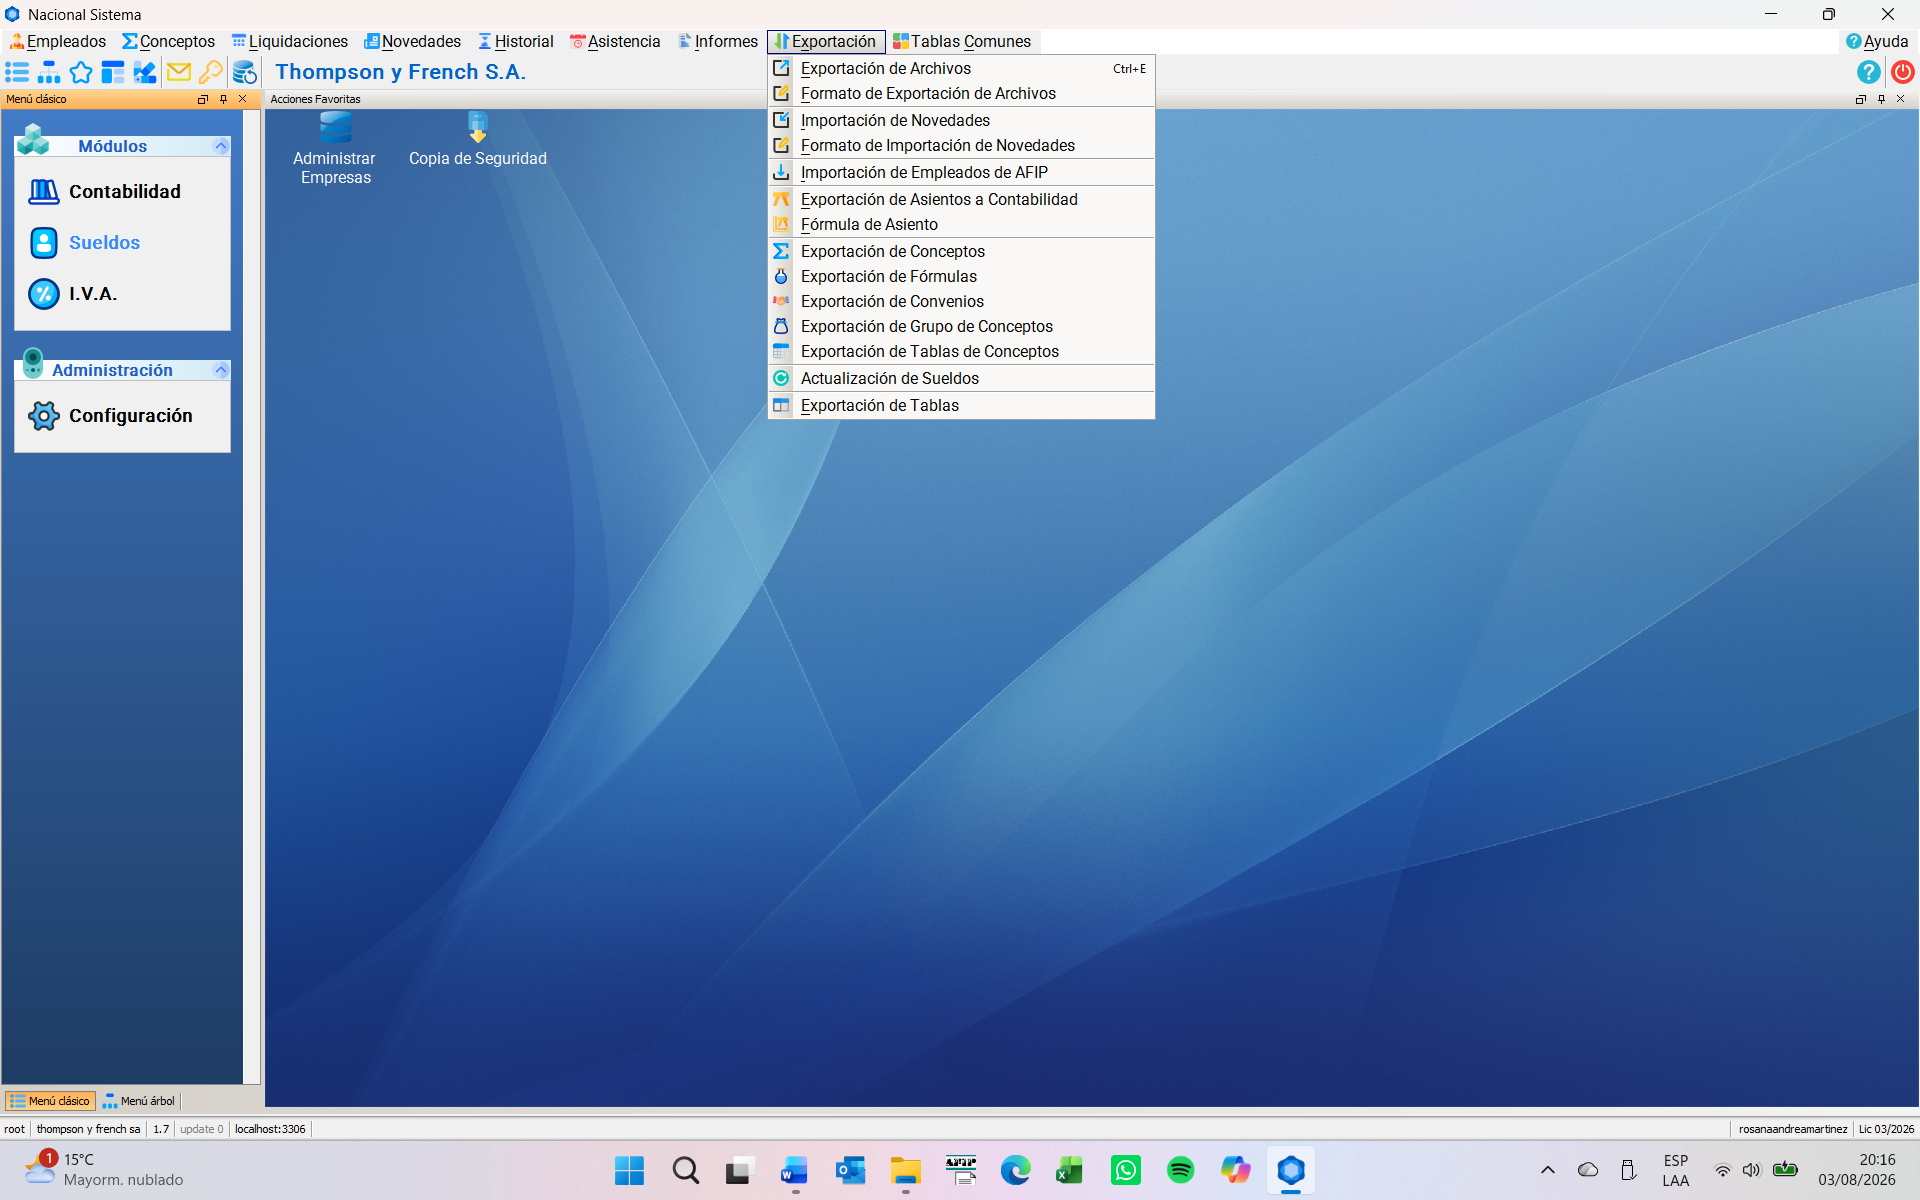 Nacional Sistema
Empleados Conceptos Liquidaciones Novedades Historial Asistencia Informes Exportación Tablas Comunes Ayuda
Thompson y French S.A.
Menú clásico
Acciones Favoritas
Módulos
Contabilidad
Sueldos
I.V.A.
Administración
Configuración
Administrar
Empresas
Copia de Seguridad
Exportación de Archivos Ctrl+E
Formato de Exportación de Archivos
Importación de Novedades
Formato de Importación de Novedades
Importación de Empleados de AFIP
Exportación de Asientos a Contabilidad
Fórmula de Asiento
Exportación de Conceptos
Exportación de Fórmulas
Exportación de Convenios
Exportación de Grupo de Conceptos
Exportación de Tablas de Conceptos
Actualización de Sueldos
Exportación de Tablas
Menú clásico Menú árbol
root thompson y french sa 1.7 update 0 localhost:3306 rosanaandreamartinez Lic 03/2026
1
15°C
Mayorm. nublado
AFIP
ESP
LAA
20:16
03/08/2026